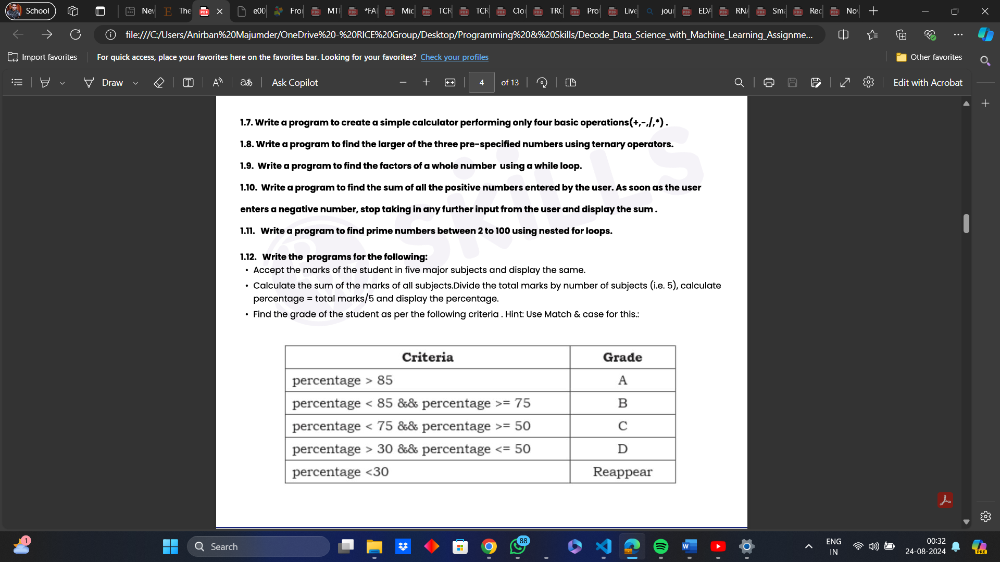 School
New
The
e00
Fro
MT
*FA
Mic
TCR
TCR
Clo
TRC
Pro
Live
jour
EDA
RN
Sma
Rec
Nov
file:///C:/Users/Anirban%20Majumder/OneDrive%20-%20RICE%20Group/Desktop/Programming%20&%20Skills/Decode_Data_Science_with_Machine_Learning_Assignme...
Import favorites
For quick access, place your favorites here on the favorites bar. Looking for your favorites? Check your profiles
Other favorites
Draw
aあ
Ask Copilot
4 of 13
Edit with Acrobat
1.7. Write a program to create a simple calculator performing only four basic operations(+,-,/,*) .
1.8. Write a program to find the larger of the three pre-specified numbers using ternary operators.
1.9. Write a program to find the factors of a whole number using a while loop.
1.10. Write a program to find the sum of all the positive numbers entered by the user. As soon as the user
enters a negative number, stop taking in any further input from the user and display the sum .
1.11. Write a program to find prime numbers between 2 to 100 using nested for loops.
1.12. Write the programs for the following:
• Accept the marks of the student in five major subjects and display the same.
• Calculate the sum of the marks of all subjects.Divide the total marks by number of subjects (i.e. 5), calculate
percentage = total marks/5 and display the percentage.
• Find the grade of the student as per the following criteria . Hint: Use Match & case for this.:
Criteria Grade
percentage > 85 A
percentage < 85 && percentage >= 75 B
percentage < 75 && percentage >= 50 C
percentage > 30 && percentage <= 50 D
percentage <30 Reappear
SKILLS
1
Search
88
ENG
IN
00:32
24-08-2024
PRE